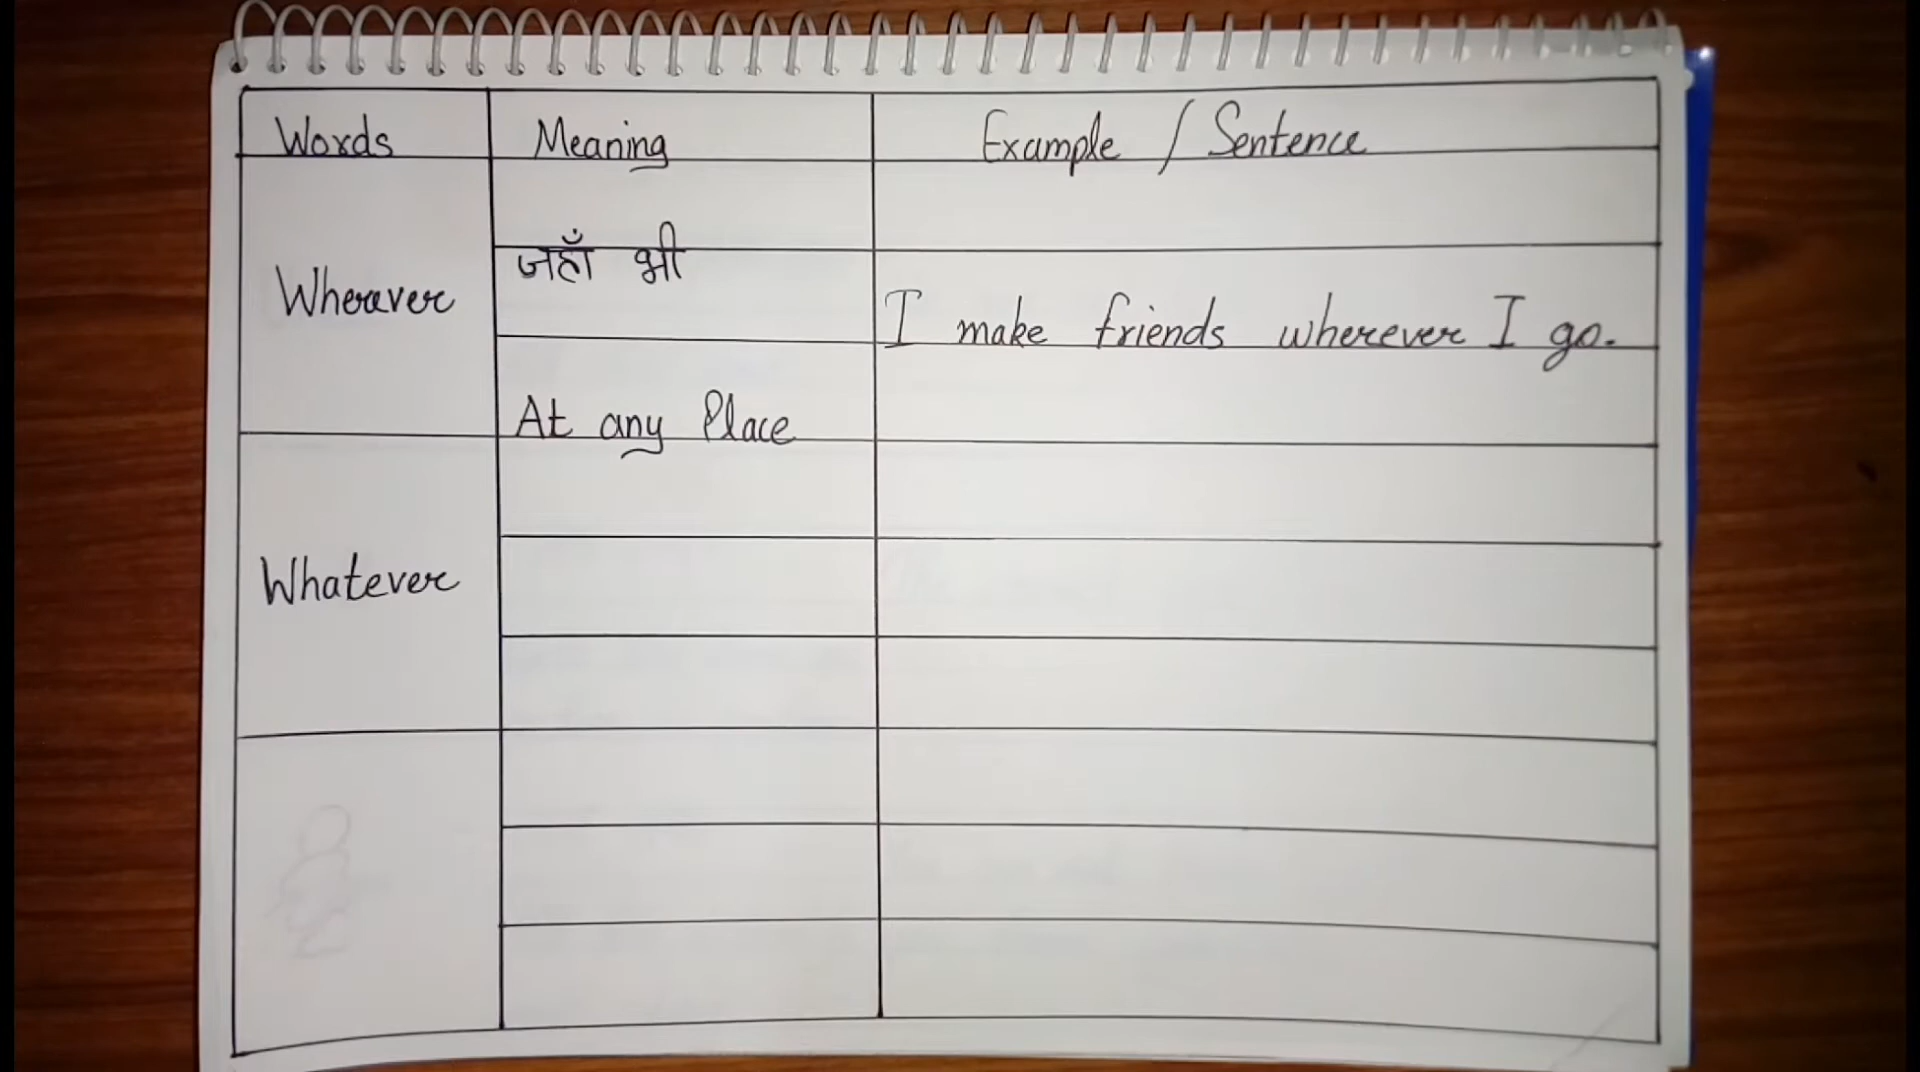 Words Meaning Example / Sentence
जहाँ भी
Wherever
I make friends wherever I go.
At any Place
Whatever